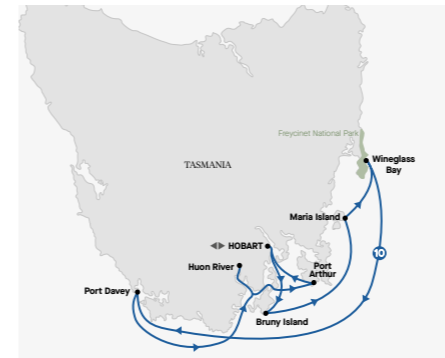 Freycinet National Park
TASMANIA
Wineglass
Bay
Maria Island
HOBART
10
Huon River
Port
Arthur
Port Davey
Bruny Island